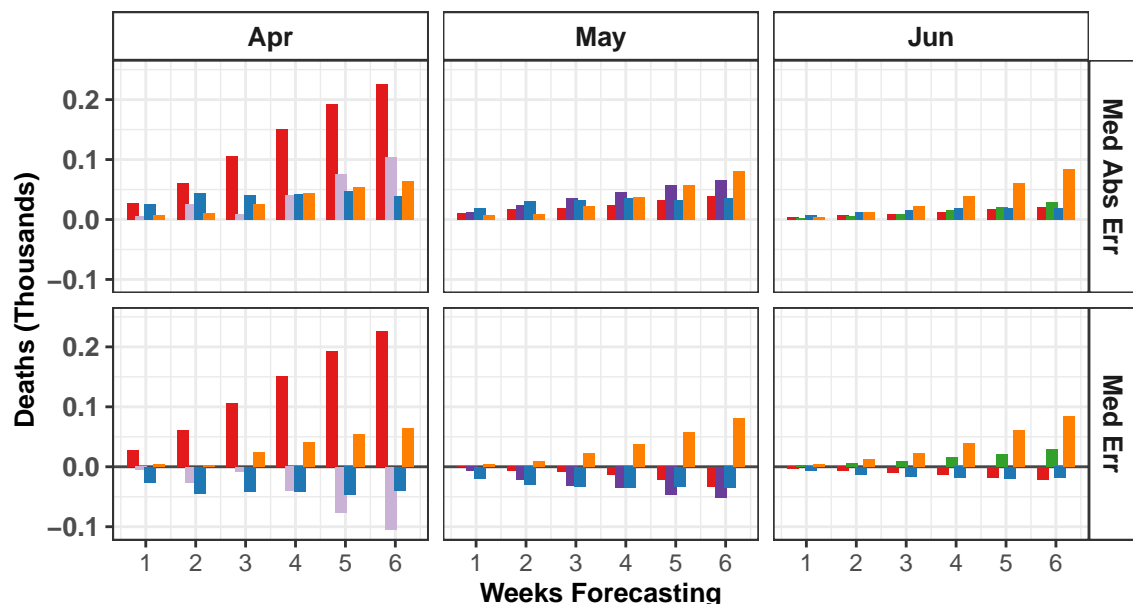 Apr May Jun
0.2
0.1
0.0
−0.1
Med Abs Err
Deaths (Thousands)
0.2
0.1
0.0
−0.1
Med Err
1 2 3 4 5 6 1 2 3 4 5 6 1 2 3 4 5 6
Weeks Forecasting